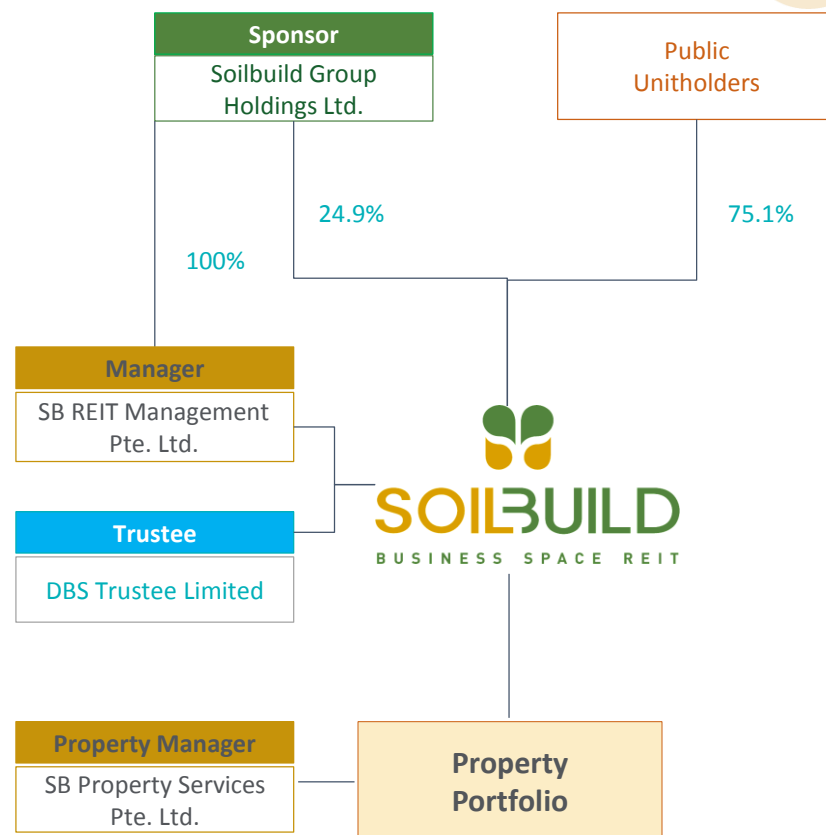 Sponsor
Soilbuild Group
Holdings Ltd.
Public
Unitholders
24.9%
75.1%
100%
Manager
SB REIT Management
Pte. Ltd.
SOILBUILD
BUSINESS SPACE REIT
Trustee
DBS Trustee Limited
Property Manager
SB Property Services
Pte. Ltd.
Property
Portfolio